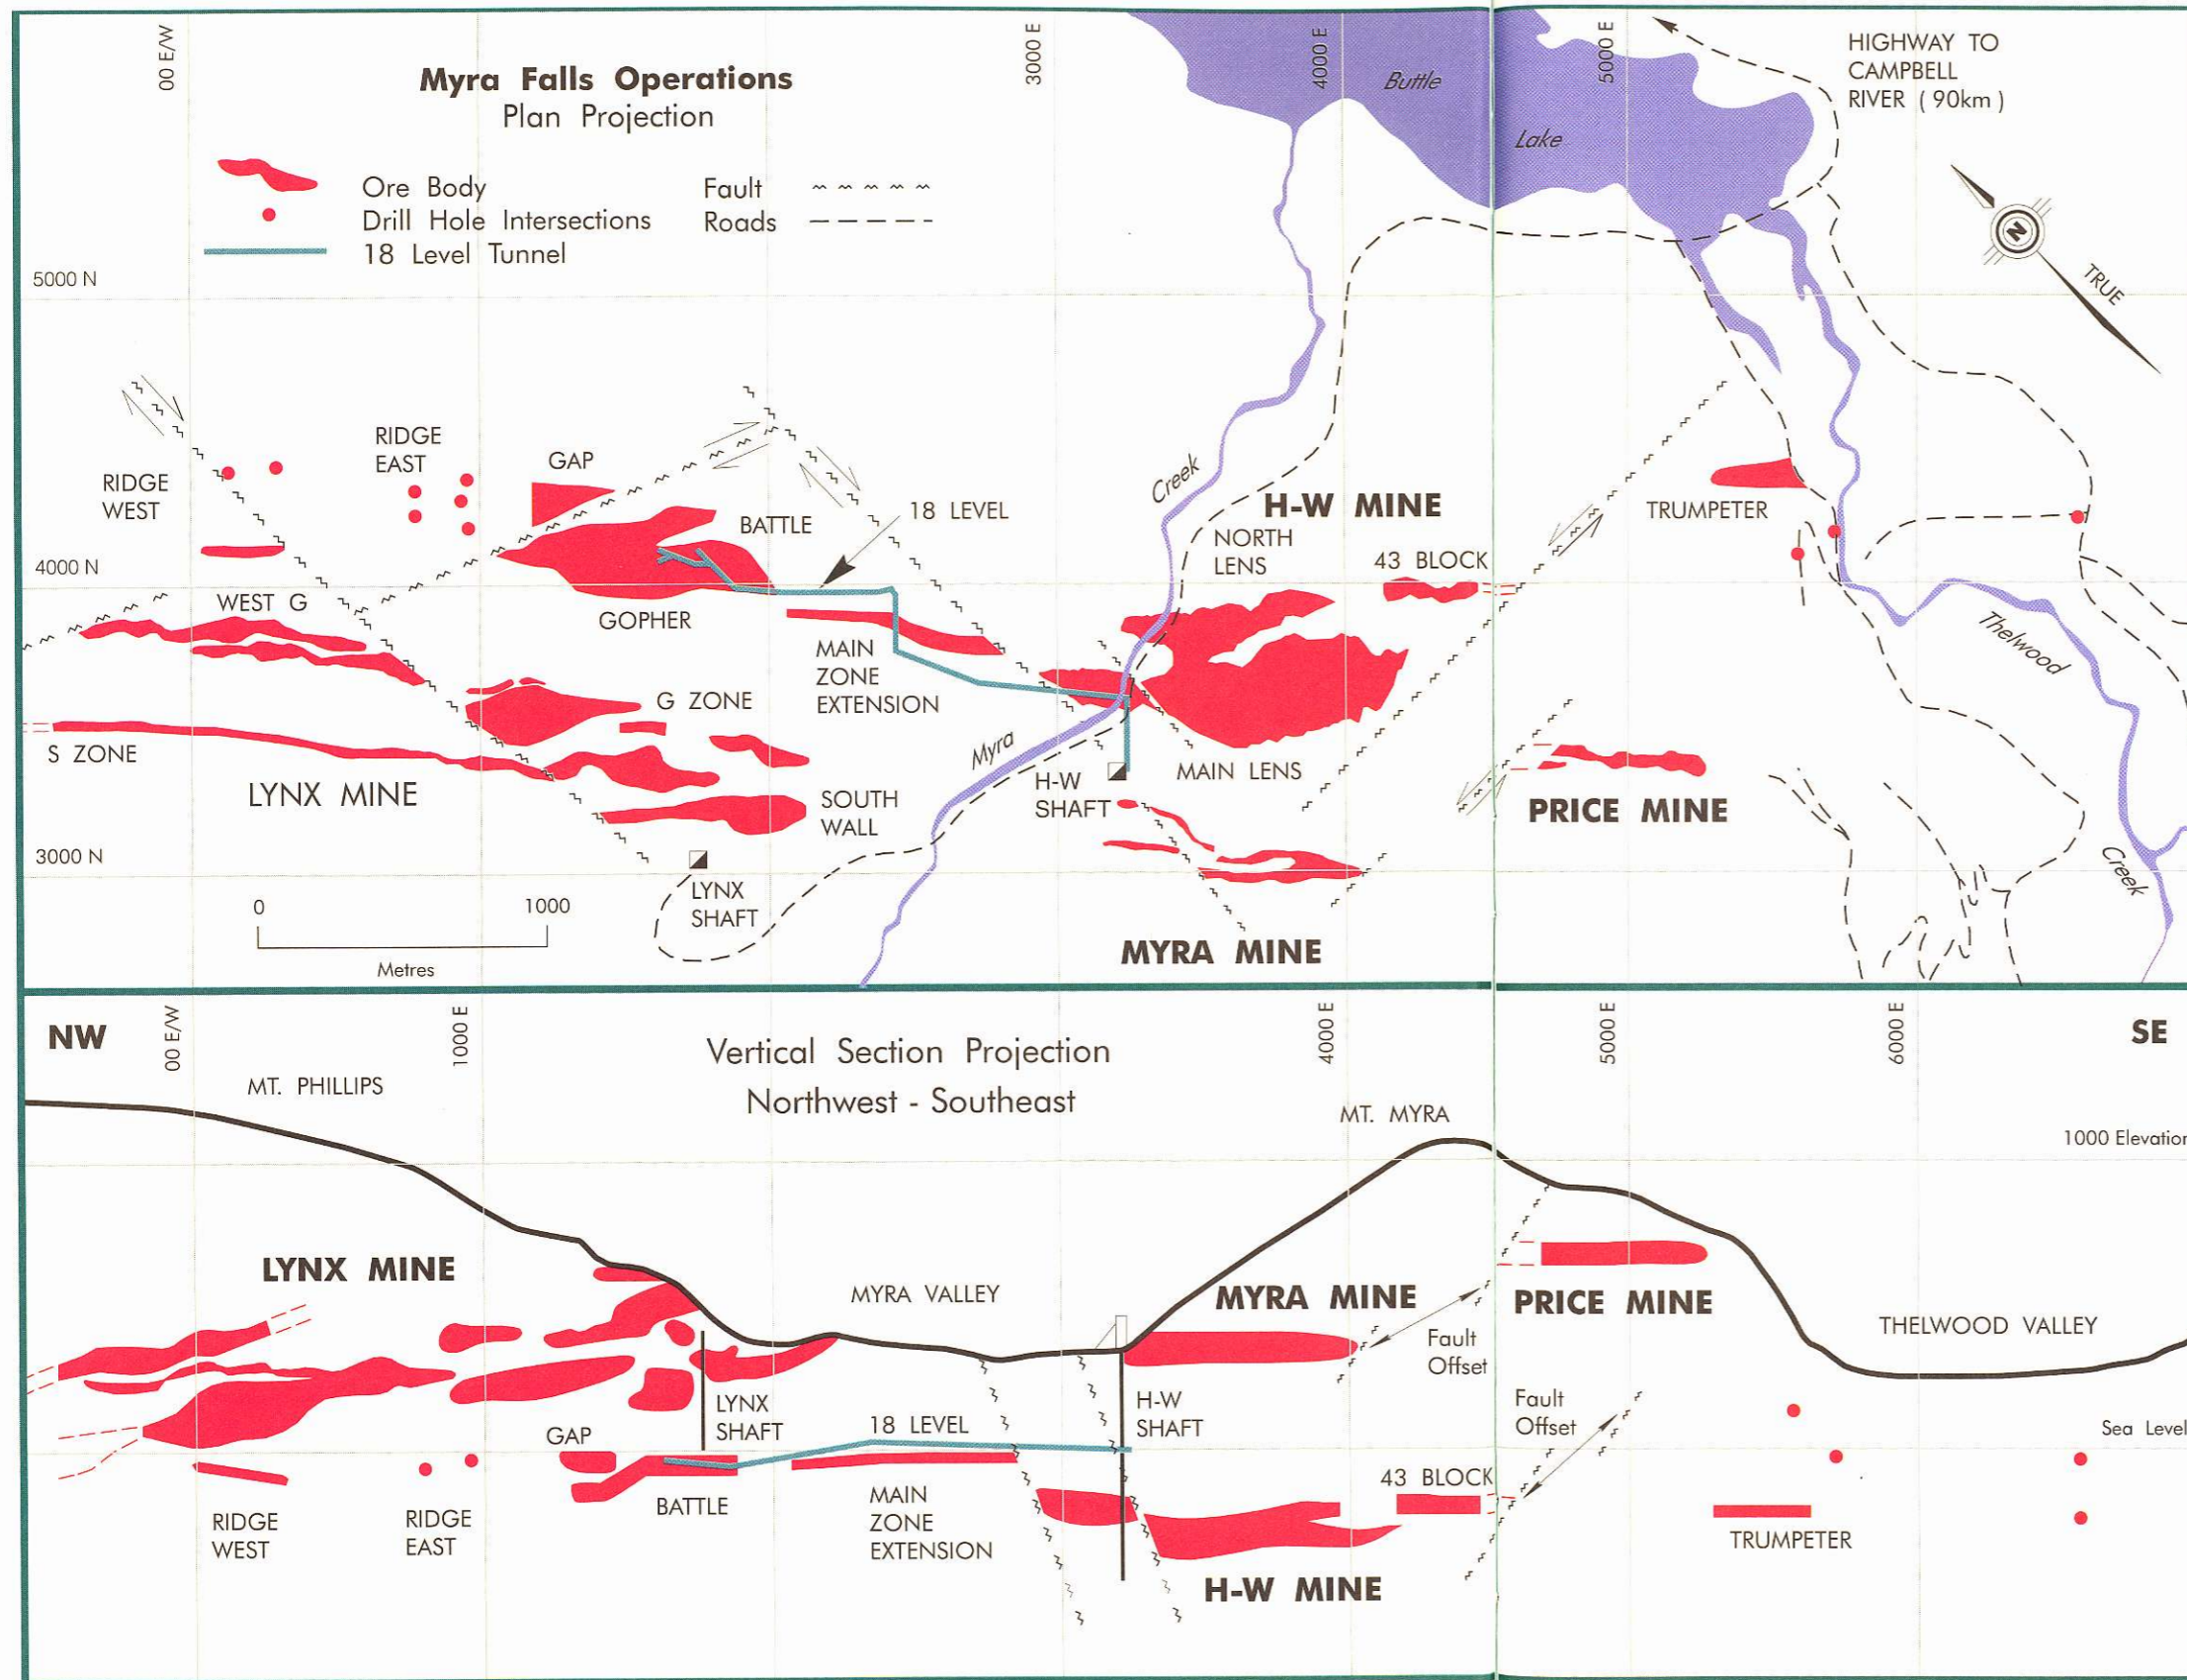 00 E/W
3000 E
4000 E
5000 E
Myra Falls Operations
Plan Projection
Ore Body
Drill Hole Intersections
18 Level Tunnel
Fault
Roads
Buttle
Lake
HIGHWAY TO
CAMPBELL
RIVER ( 90km )
N
TRUE
5000 N
4000 N
3000 N
RIDGE
WEST
RIDGE
EAST
GAP
BATTLE
18 LEVEL
Creek
H-W MINE
NORTH
LENS
43 BLOCK
TRUMPETER
WEST G
GOPHER
MAIN
ZONE
EXTENSION
G ZONE
S ZONE
LYNX MINE
SOUTH
WALL
Myra
H-W
SHAFT
MAIN LENS
PRICE MINE
Thelwood
Creek
LYNX
SHAFT
MYRA MINE
0
1000
Metres
NW
00 E/W
1000 E
Vertical Section Projection
Northwest - Southeast
4000 E
5000 E
6000 E
SE
MT. PHILLIPS
MT. MYRA
1000 Elevation
LYNX MINE
MYRA VALLEY
MYRA MINE
PRICE MINE
THELWOOD VALLEY
Fault
Offset
LYNX
SHAFT
H-W
SHAFT
Fault
Offset
Sea Level
GAP
18 LEVEL
43 BLOCK
BATTLE
MAIN
ZONE
EXTENSION
RIDGE
WEST
RIDGE
EAST
TRUMPETER
H-W MINE